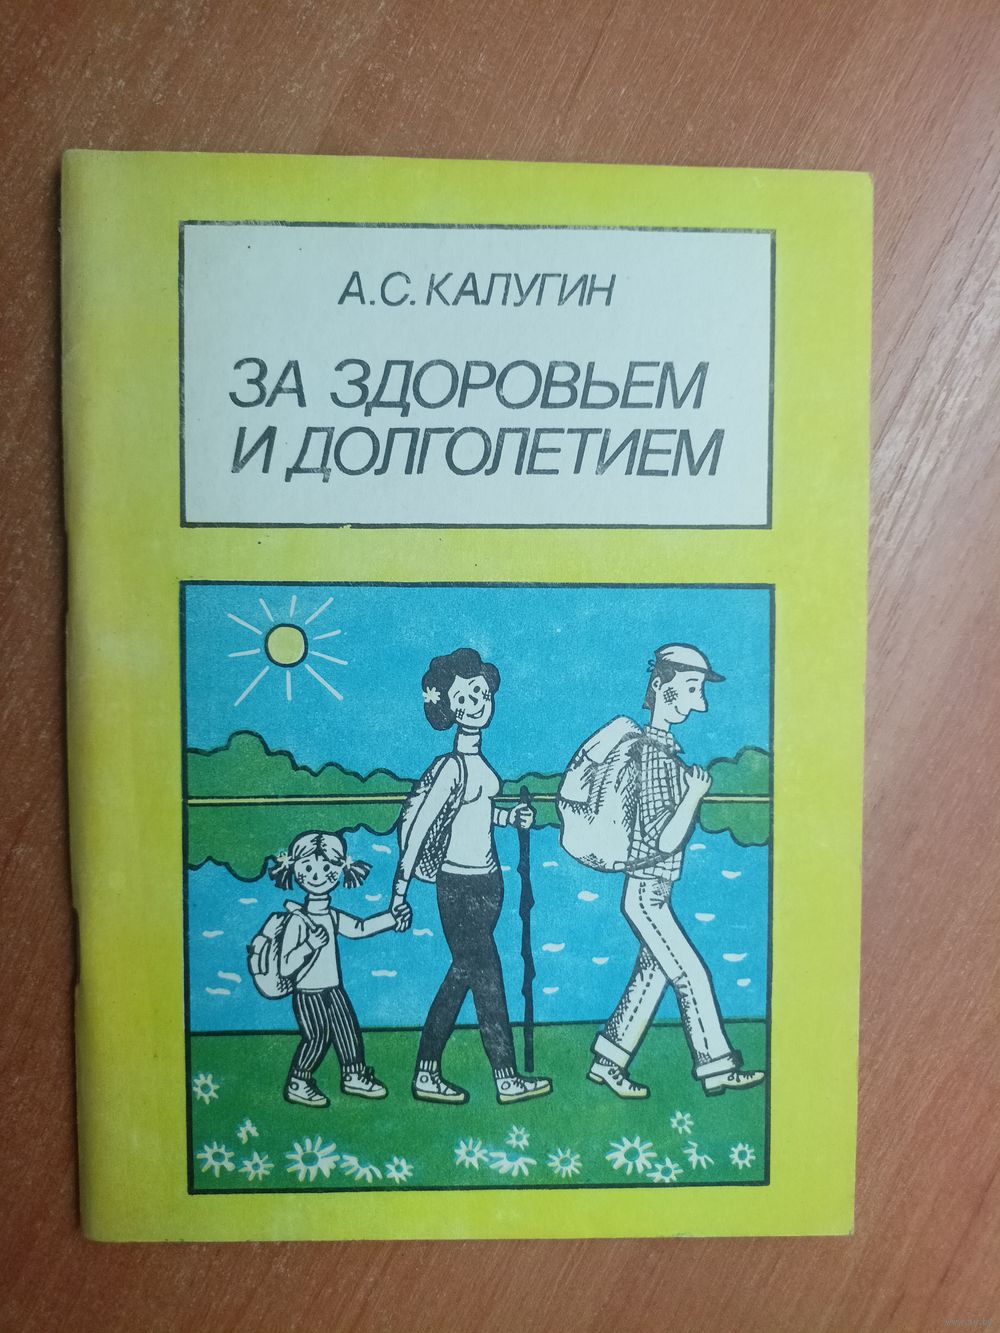 А.С. КАЛУГИН
ЗА ЗДОРОВЬЕМ
И ДОЛГОЛЕТИЕМ